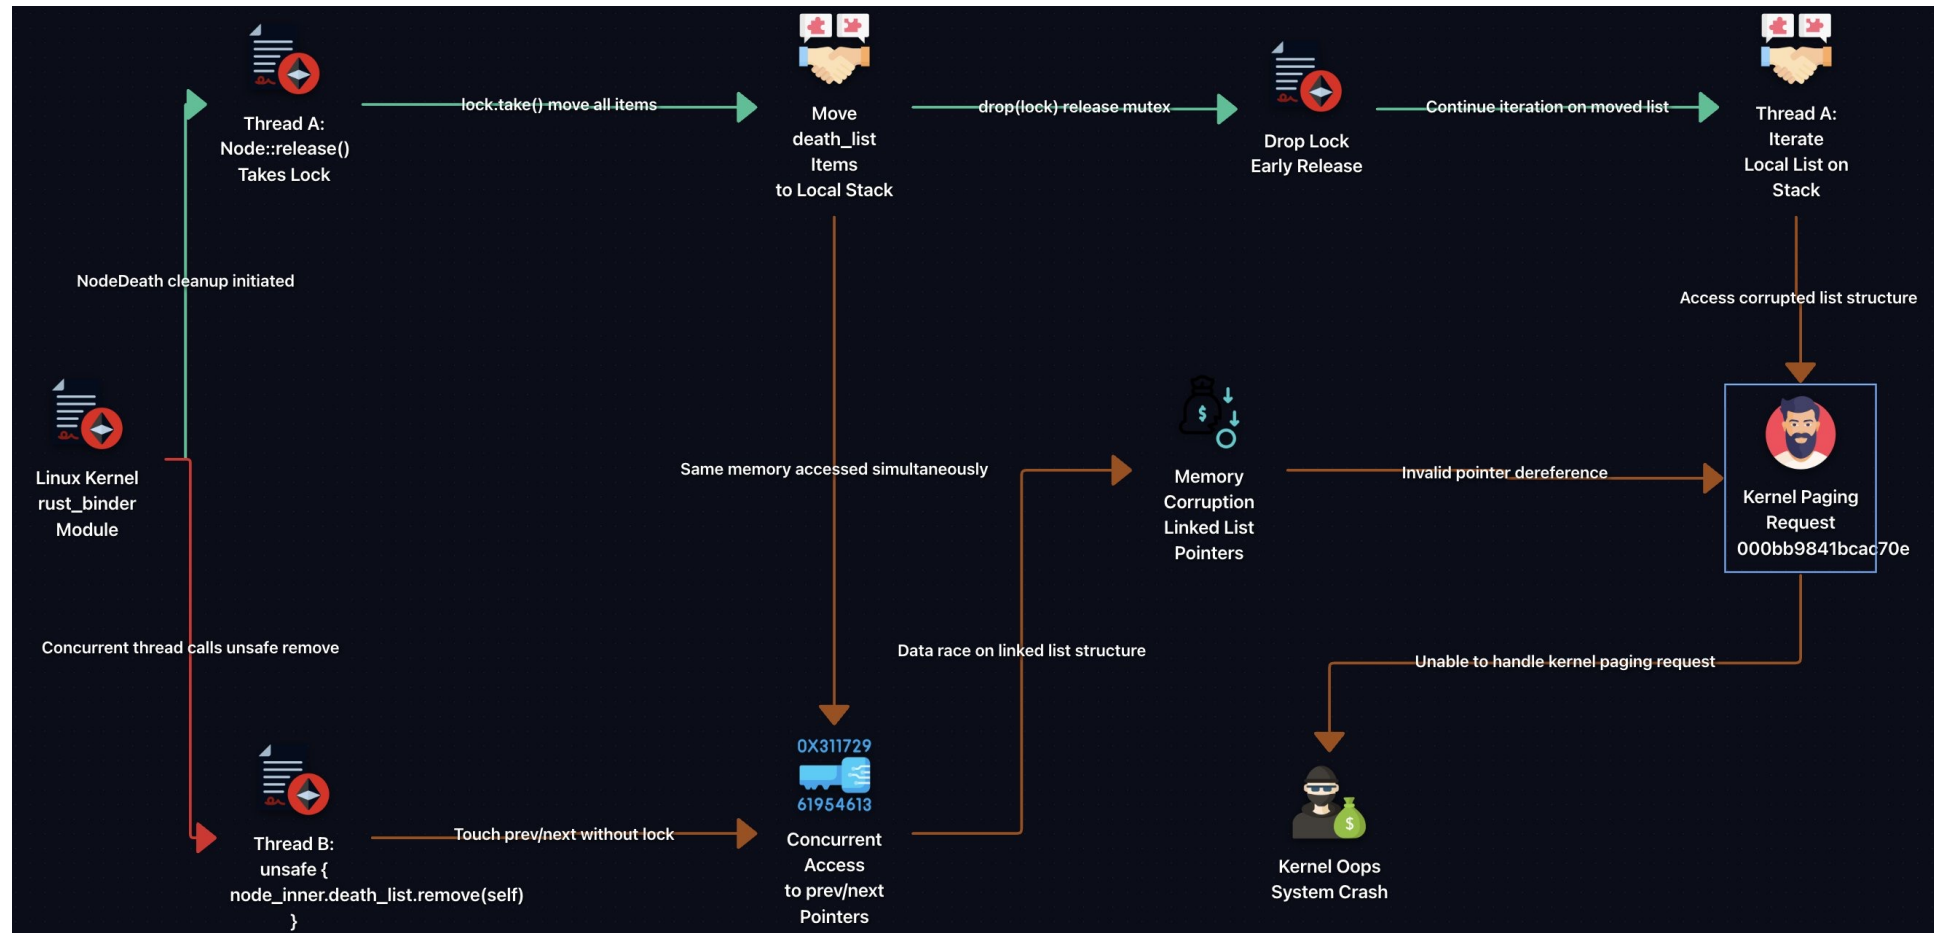 Thread A:
Node::release()
Takes Lock
lock.take() move all items
Move
death_list
Items
to Local Stack
drop(lock) release mutex
Drop Lock
Early Release
Continue iteration on moved list
Thread A:
Iterate
Local List on
Stack
NodeDeath cleanup initiated
Access corrupted list structure
Linux Kernel
rust_binder
Module
Same memory accessed simultaneously
$
Memory
Corruption
Linked List
Pointers
Invalid pointer dereference
Kernel Paging
Request
000bb9841bcac70e
Concurrent thread calls unsafe remove
Data race on linked list structure
Unable to handle kernel paging request
Thread B:
unsafe {
node_inner.death_list.remove(self)
}
Touch prev/next without lock
0X311729
61954613
Concurrent
Access
to prev/next
Pointers
$
Kernel Oops
System Crash